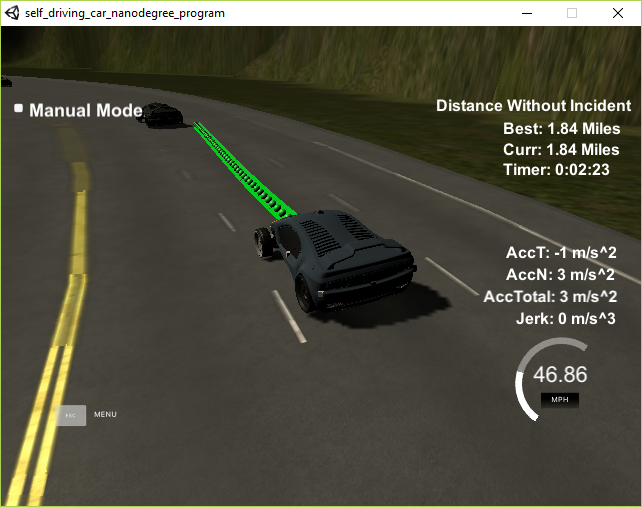 self_driving_car_nanodegree_program
Manual Mode
Distance Without Incident
Best: 1.84 Miles
Curr: 1.84 Miles
Timer: 0:02:23
AccT: -1 m/s^2
AccN: 3 m/s^2
AccTotal: 3 m/s^2
Jerk: 0 m/s^3
46.86
MPH
ESC MENU